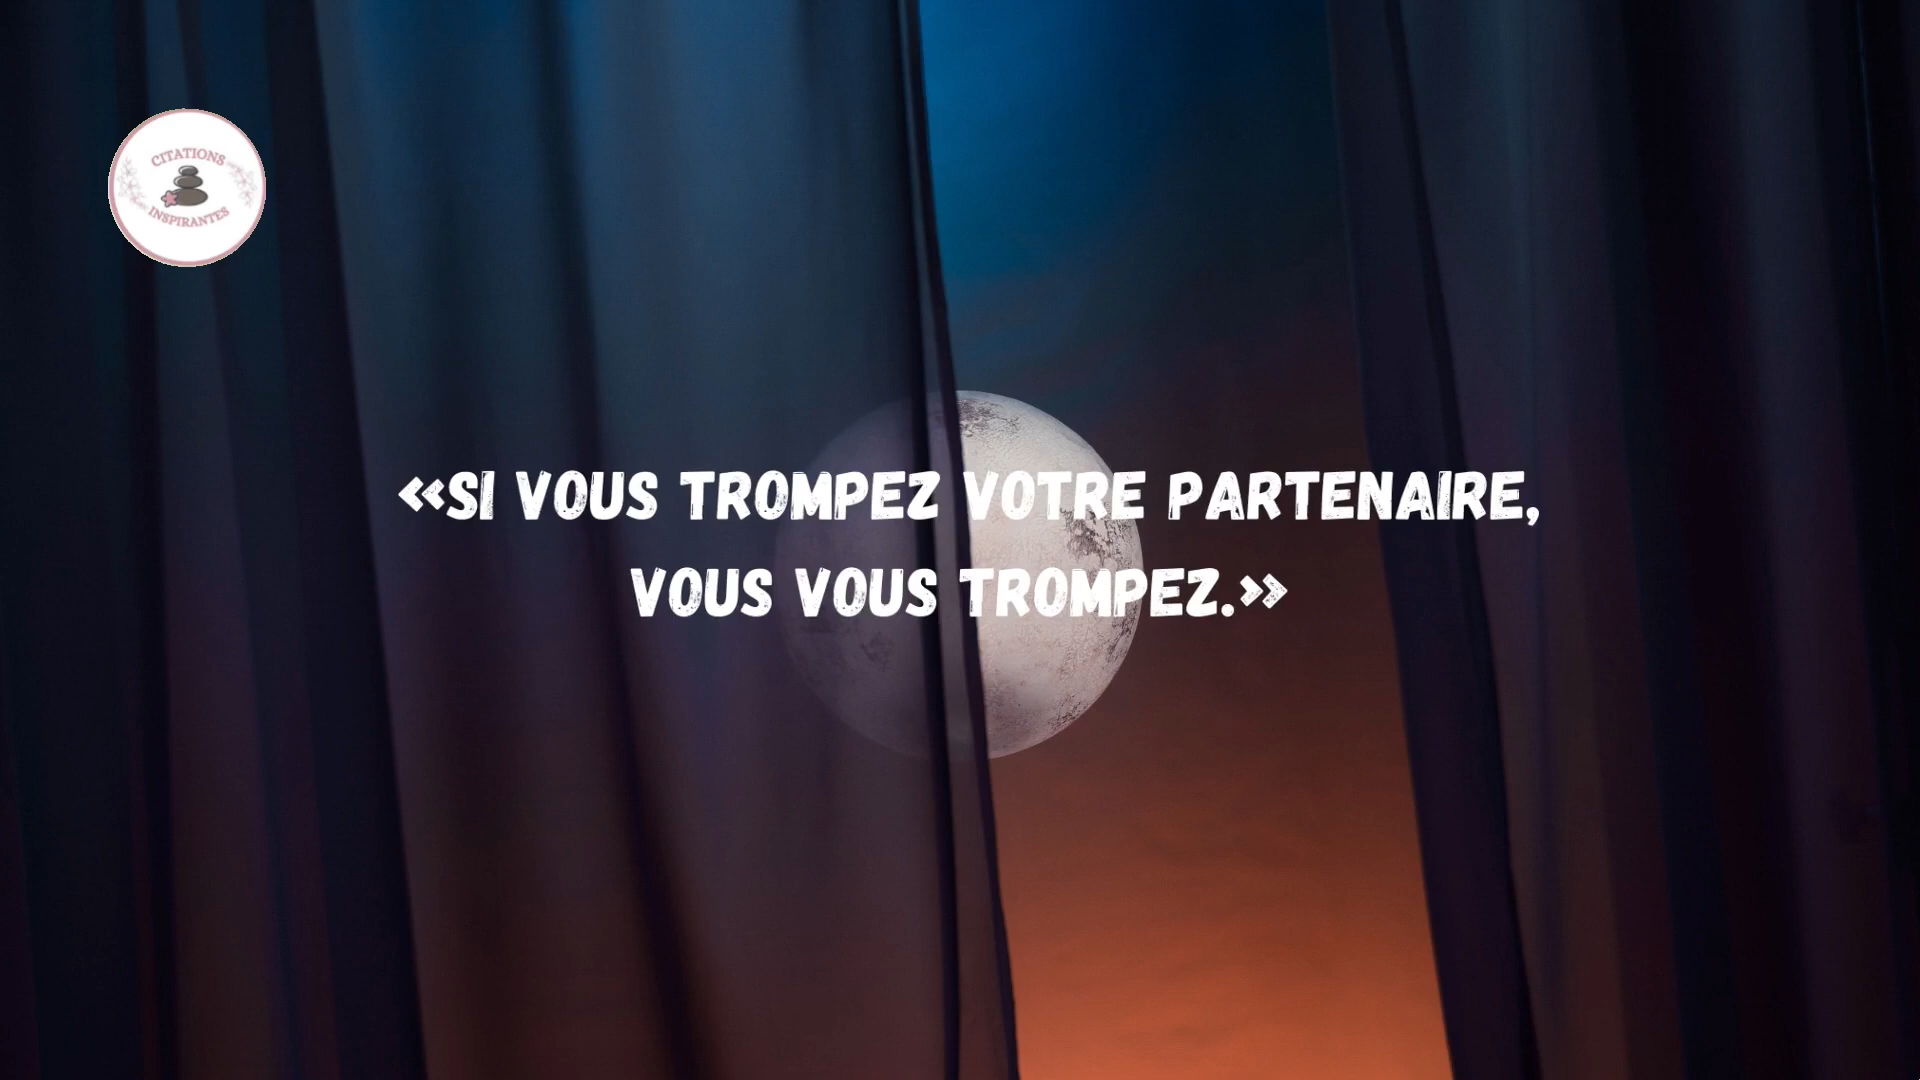 CITATIONS
INSPIRANTES
«SI VOUS TROMPEZ VOTRE PARTENAIRE,
VOUS VOUS TROMPEZ.»